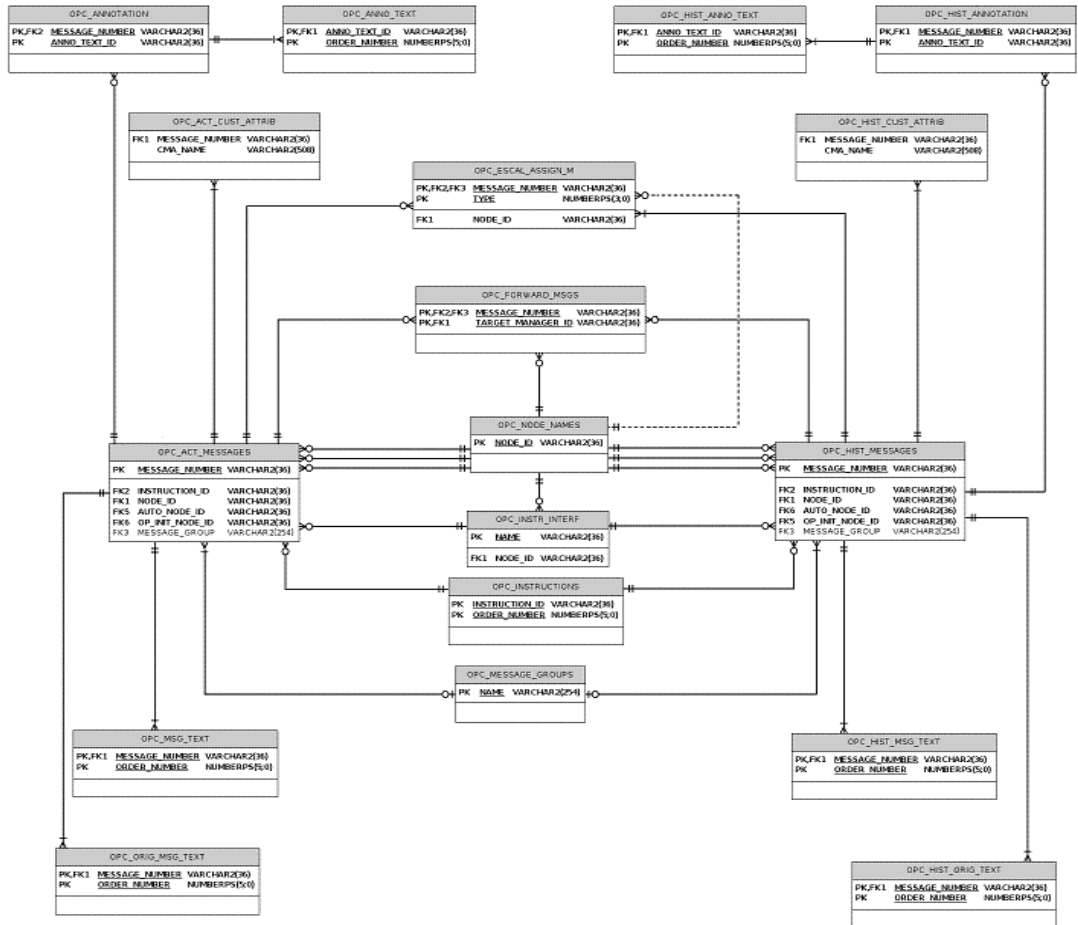 OPC_ANNOTATION
PK,FK2 MESSAGE_NUMBER VARCHAR2(36)
PK ANNO_TEXT_ID VARCHAR2(36)
OPC_ANNO_TEXT
PK,FK1 ANNO_TEXT_ID VARCHAR2(36)
PK ORDER_NUMBER NUMBERPS(5;0)
OPC_HIST_ANNO_TEXT
PK,FK1 ANNO_TEXT_ID VARCHAR2(36)
PK ORDER_NUMBER NUMBERPS(5;0)
OPC_HIST_ANNOTATION
PK,FK1 MESSAGE_NUMBER VARCHAR2(36)
PK ANNO_TEXT_ID VARCHAR2(36)
OPC_ACT_CUST_ATTRIB
FK1 MESSAGE_NUMBER VARCHAR2(36)
CMA_NAME VARCHAR2(508)
OPC_HIST_CUST_ATTRIB
FK1 MESSAGE_NUMBER VARCHAR2(36)
CMA_NAME VARCHAR2(508)
OPC_ESCAL_ASSIGN_M
PK,FK2,FK3 MESSAGE_NUMBER VARCHAR2(36)
PK TYPE NUMBERPS(3;0)
FK1 NODE_ID VARCHAR2(36)
OPC_FORWARD_MSGS
PK,FK2,FK3 MESSAGE_NUMBER VARCHAR2(36)
PK,FK1 TARGET_MANAGER_ID VARCHAR2(36)
OPC_NODE_NAMES
PK NODE_ID VARCHAR2(36)
OPC_ACT_MESSAGES
PK MESSAGE_NUMBER VARCHAR2(36)
FK2 INSTRUCTION_ID VARCHAR2(36)
FK1 NODE_ID VARCHAR2(36)
FK5 AUTO_NODE_ID VARCHAR2(36)
FK6 OP_INIT_NODE_ID VARCHAR2(36)
FK3 MESSAGE_GROUP VARCHAR2(254)
OPC_HIST_MESSAGES
PK MESSAGE_NUMBER VARCHAR2(36)
FK2 INSTRUCTION_ID VARCHAR2(36)
FK1 NODE_ID VARCHAR2(36)
FK6 AUTO_NODE_ID VARCHAR2(36)
FK5 OP_INIT_NODE_ID VARCHAR2(36)
FK3 MESSAGE_GROUP VARCHAR2(254)
OPC_INSTR_INTERF
PK NAME VARCHAR2(36)
FK1 NODE_ID VARCHAR2(36)
OPC_INSTRUCTIONS
PK INSTRUCTION_ID VARCHAR2(36)
PK ORDER_NUMBER NUMBERPS(5;0)
OPC_MESSAGE_GROUPS
PK NAME VARCHAR2(254)
OPC_MSG_TEXT
PK,FK1 MESSAGE_NUMBER VARCHAR2(36)
PK ORDER_NUMBER NUMBERPS(5;0)
OPC_HIST_MSG_TEXT
PK,FK1 MESSAGE_NUMBER VARCHAR2(36)
PK ORDER_NUMBER NUMBERPS(5;0)
OPC_ORIG_MSG_TEXT
PK,FK1 MESSAGE_NUMBER VARCHAR2(36)
PK ORDER_NUMBER NUMBERPS(5;0)
OPC_HIST_ORIG_TEXT
PK,FK1 MESSAGE_NUMBER VARCHAR2(36)
PK ORDER_NUMBER NUMBERPS(5;0)